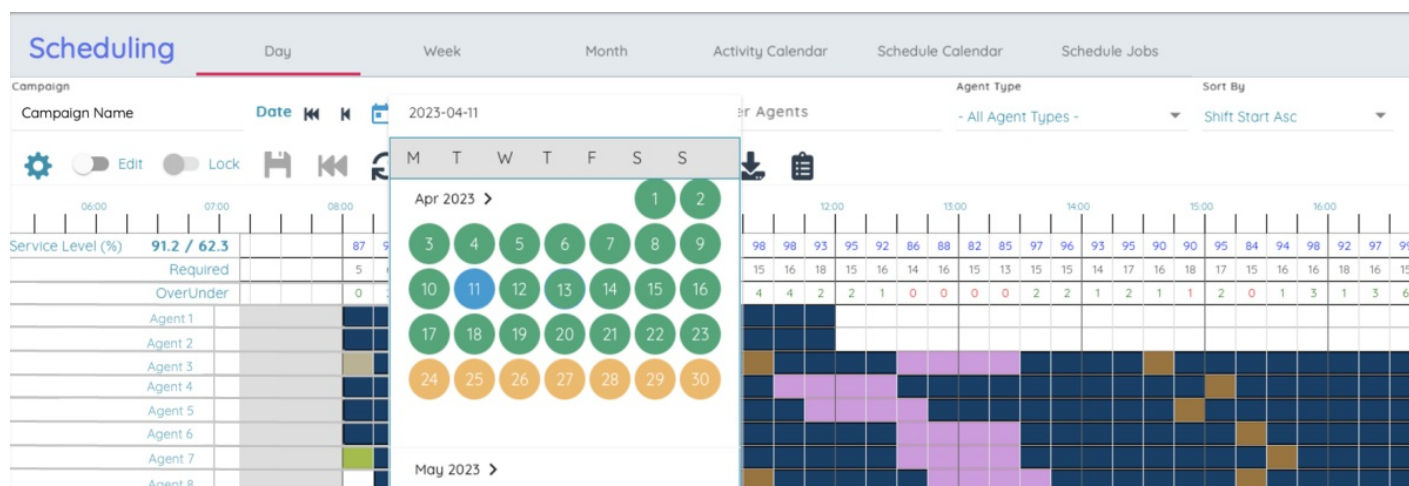 Scheduling Day Week Month Activity Calendar Schedule Calendar Schedule Jobs
Campaign Agent Type Sort By
Campaign Name Date 2023-04-11 er Agents - All Agent Types - Shift Start Asc
Edit Lock
M T W T F S S
06:00 07:00 08:00 12:00 13:00 14:00 15:00 16:00
Apr 2023 1 2
Service Level (%) 91.2 / 62.3 87 9 98 98 93 95 92 86 88 82 85 97 96 93 95 90 90 95 84 94 98 92 97 99
3 4 5 6 7 8 9
Required 5 15 16 18 15 16 14 16 15 13 15 15 14 17 16 18 17 15 16 16 18 16 15
OverUnder 0 4 4 2 2 1 0 0 0 0 2 2 1 2 1 1 2 0 1 3 1 3 6
10 11 12 13 14 15 16
Agent 1
17 18 19 20 21 22 23
Agent 2
Agent 3
24 25 26 27 28 29 30
Agent 4
Agent 5
Agent 6
Agent 7
May 2023
Agent 8